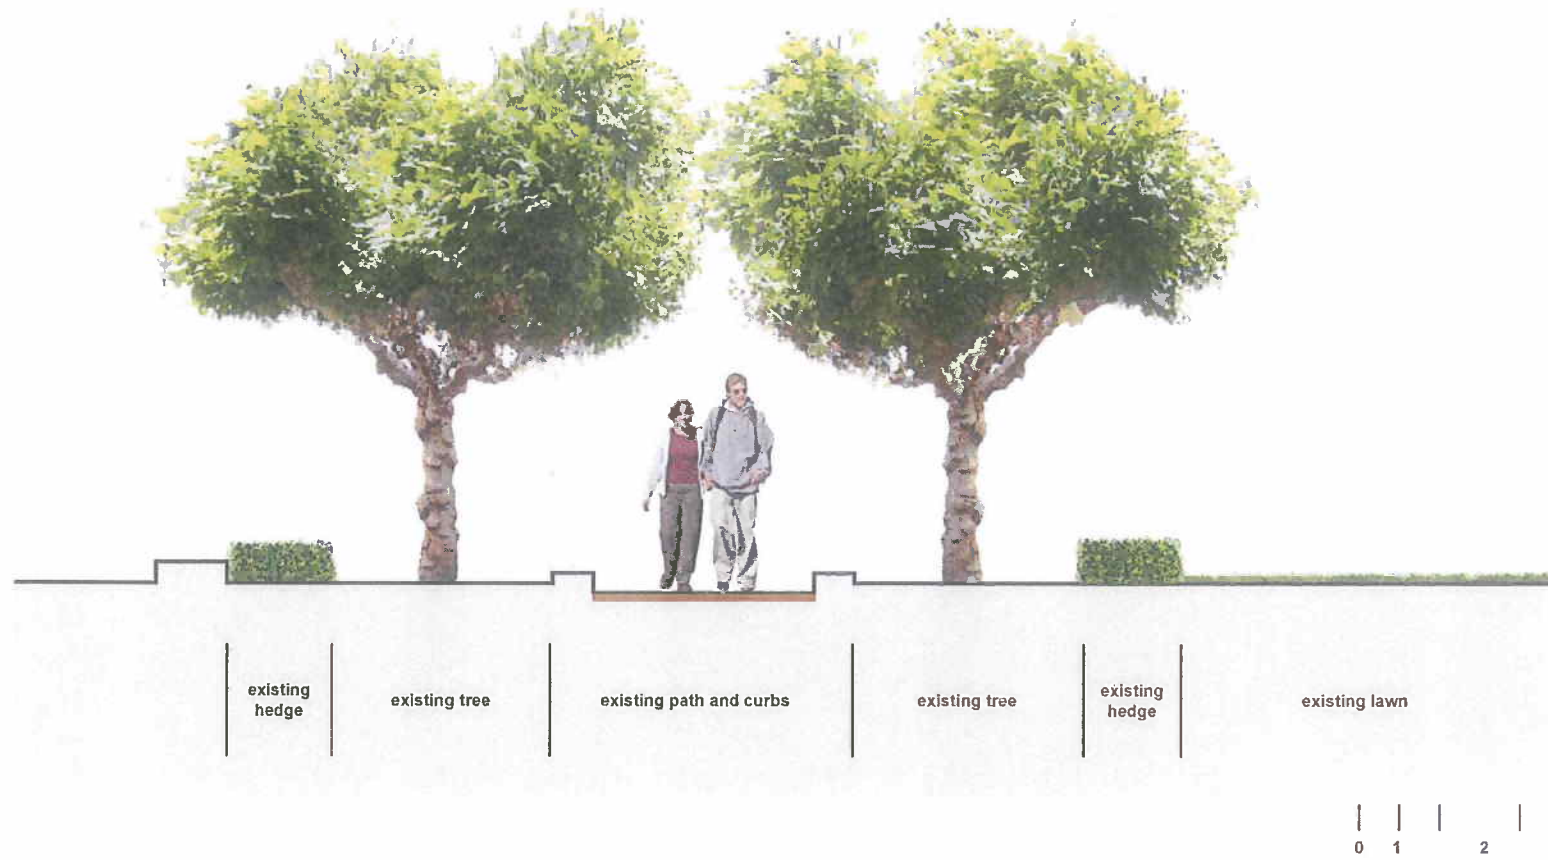 existing
hedge
existing tree
existing path and curbs
existing tree
existing
hedge
existing lawn
0 1 2